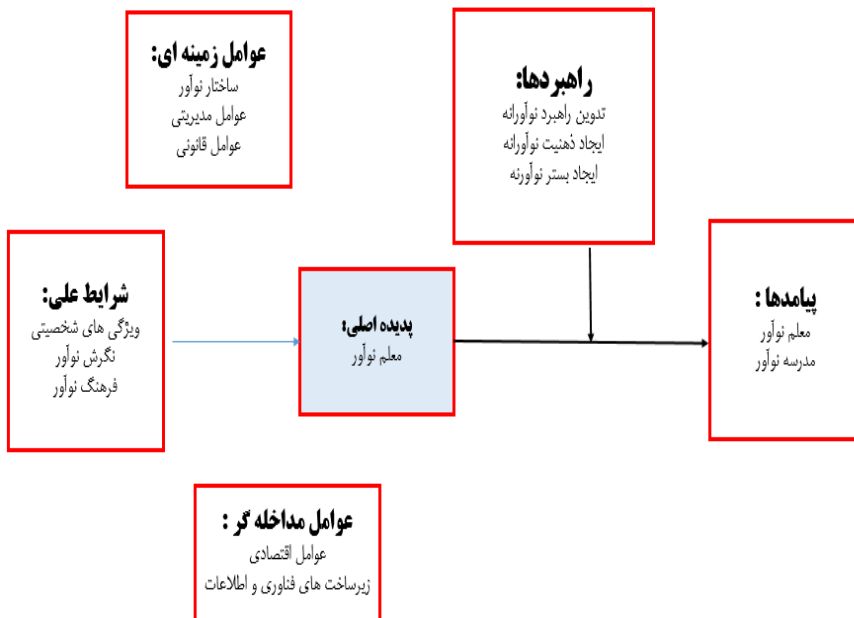 عوامل زمینه ای:
ساختار نوآور
عوامل مدیریتی
عوامل قانونی
راهبردها:
تدوین راهبرد نوآورانه
ایجاد ذهنیت نوآورانه
ایجاد بستر نوآورنه
شرایط علی:
ویژگی های شخصیتی
نگرش نوآور
فرهنگ نوآور
پدیده اصلی:
معلم نوآور
پیامدها :
معلم نوآور
مدرسه نوآور
عوامل مداخله گر :
عوامل اقتصادی
زیرساخت های فناوری و اطلاعات